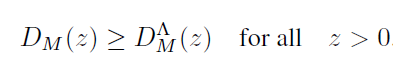 D_M(z) ≥ D_M^Λ(z) for all z > 0.